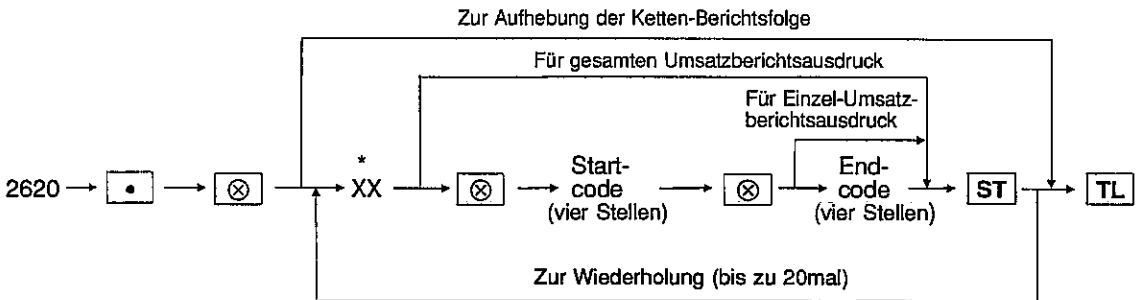 Zur Aufhebung der Ketten-Berichtsfolge
Für gesamten Umsatzberichtsausdruck
Für Einzel-Umsatz-
berichtsausdruck
*
2620 • ⊗ XX ⊗ Start-
code
(vier Stellen) ⊗ End-
code
(vier Stellen) ST TL
Zur Wiederholung (bis zu 20mal)